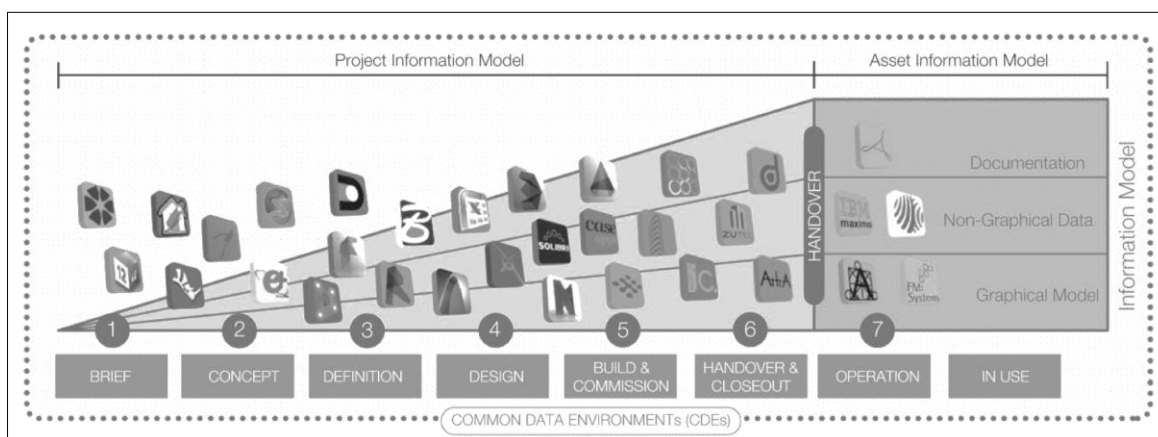 Project Information Model
Asset Information Model
Documentation
Non-Graphical Data
Graphical Model
Information Model
HANDOVER
SOLIBRI
case
ZUTEC
ic.
ArtrA
IBM
maximo
FM:
Systems
1
2
3
4
5
6
7
BRIEF
CONCEPT
DEFINITION
DESIGN
BUILD &
COMMISSION
HANDOVER &
CLOSEOUT
OPERATION
IN USE
COMMON DATA ENVIRONMENTs (CDEs)